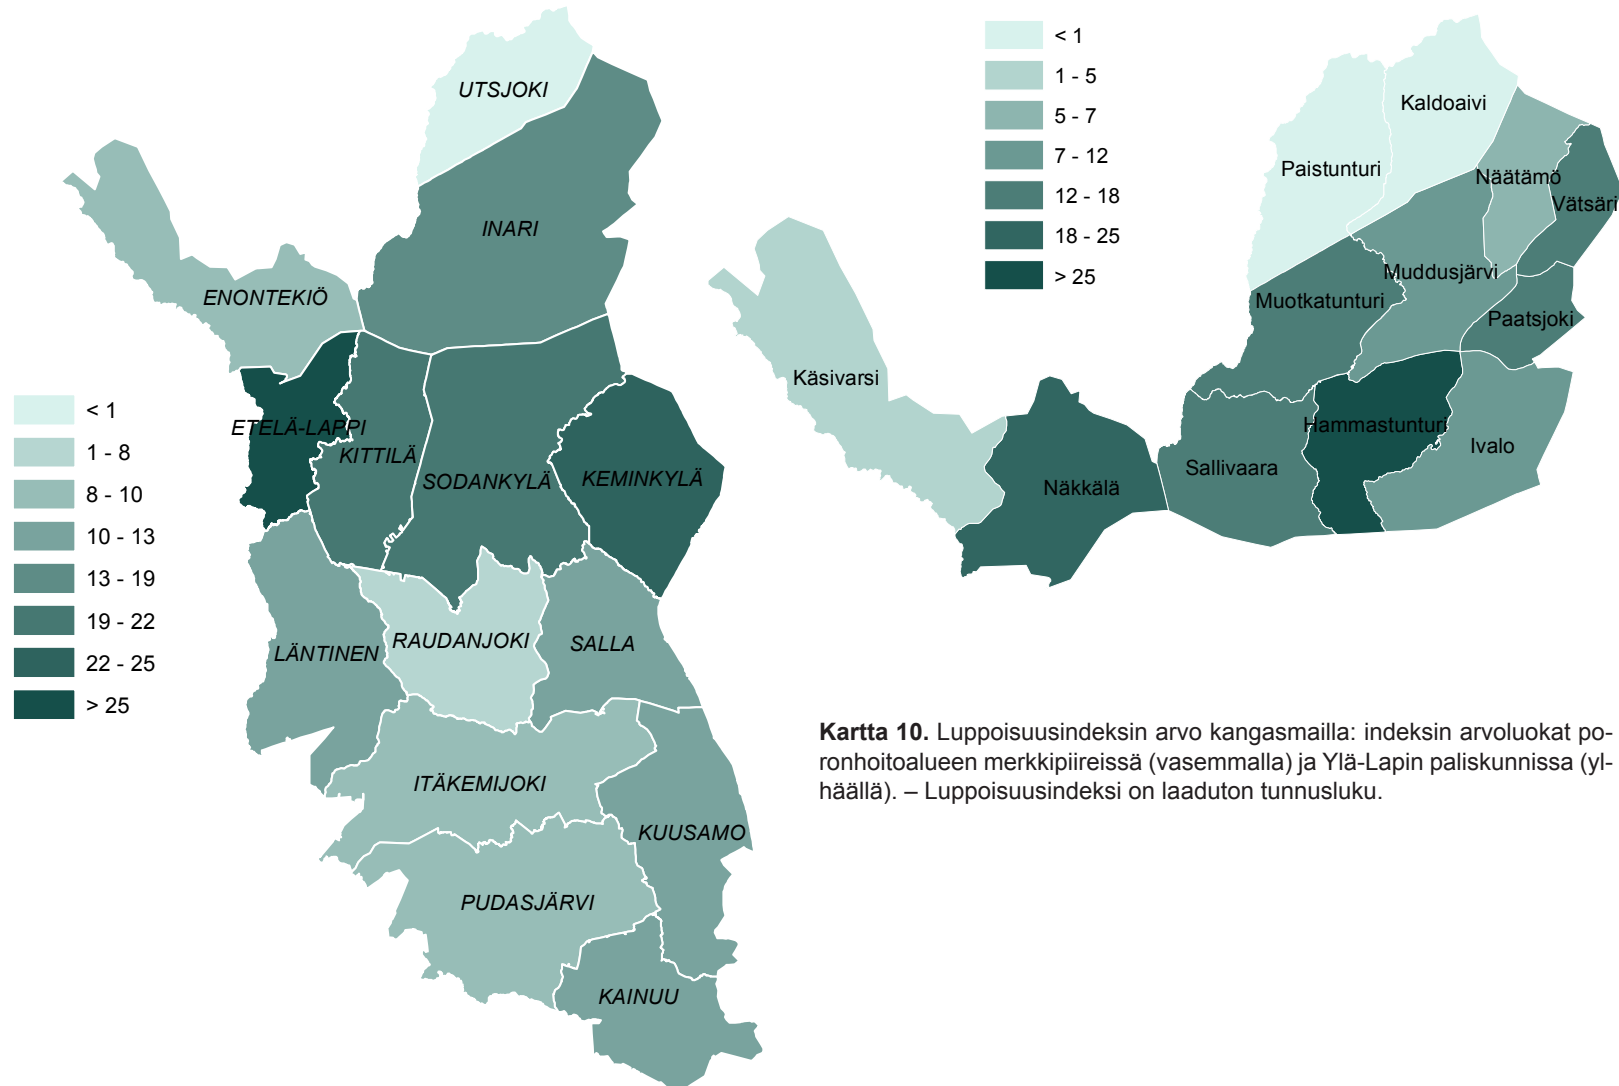 UTSJOKI
INARI
ENONTEKIÖ
ETELÄ-LAPPI
KITTILÄ
SODANKYLÄ
KEMINKYLÄ
LÄNTINEN
RAUDANJOKI
SALLA
ITÄKEMIJOKI
KUUSAMO
PUDASJÄRVI
KAINUU
< 1
1 - 8
8 - 10
10 - 13
13 - 19
19 - 22
22 - 25
> 25
< 1
1 - 5
5 - 7
7 - 12
12 - 18
18 - 25
> 25
Kaldoaivi
Paistunturi
Näätämö
Vätsäri
Muddusjärvi
Muotkatunturi
Paatsjoki
Käsivarsi
Hammastunturi
Ivalo
Sallivaara
Näkkälä
Kartta 10. Luppoisuusindeksin arvo kangasmailla: indeksin arvoluokat po-
ronhoitoalueen merkkipiireissä (vasemmalla) ja Ylä-Lapin paliskunnissa (yl-
häällä). – Luppoisuusindeksi on laaduton tunnusluku.